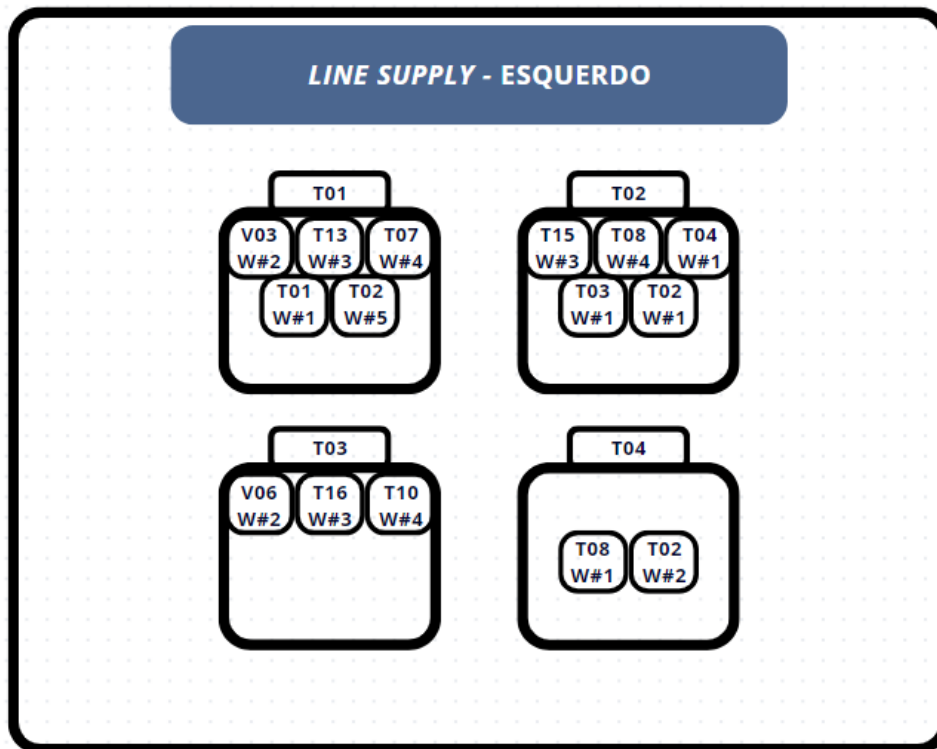 LINE SUPPLY - ESQUERDO
T01
V03 T13 T07
W#2 W#3 W#4
T01 T02
W#1 W#5
T02
T15 T08 T04
W#3 W#4 W#1
T03 T02
W#1 W#1
T03
V06 T16 T10
W#2 W#3 W#4
T04
T08 T02
W#1 W#2